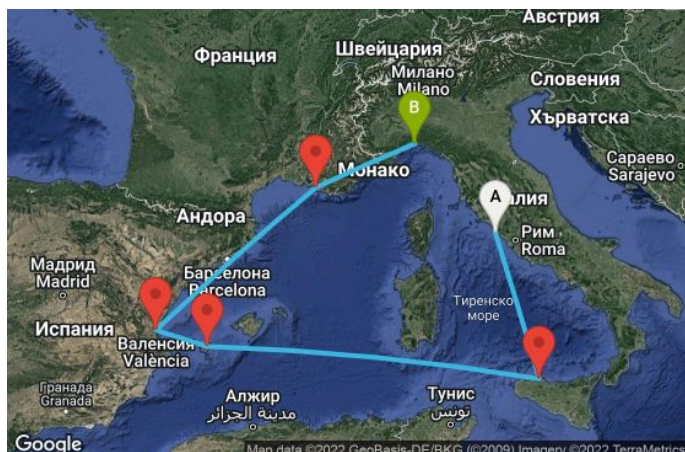 Австрия
Франция
Швейцария
Милано
Milano
Словения
B
Хърватска
Монако
Сараево
Sarajevo
A
алия
Андора
Рим
Roma
Мадрид
Madrid
Барселона
Barcelona
Тиренско
море
Испания
Валенсия
València
Гранада
Granada
Алжир
مدينة الجزائر
Тунис
تونس
Google
Map data ©2022 GeoBasis-DE/BKG (©2009) Imagery ©2022 TerraMetrics